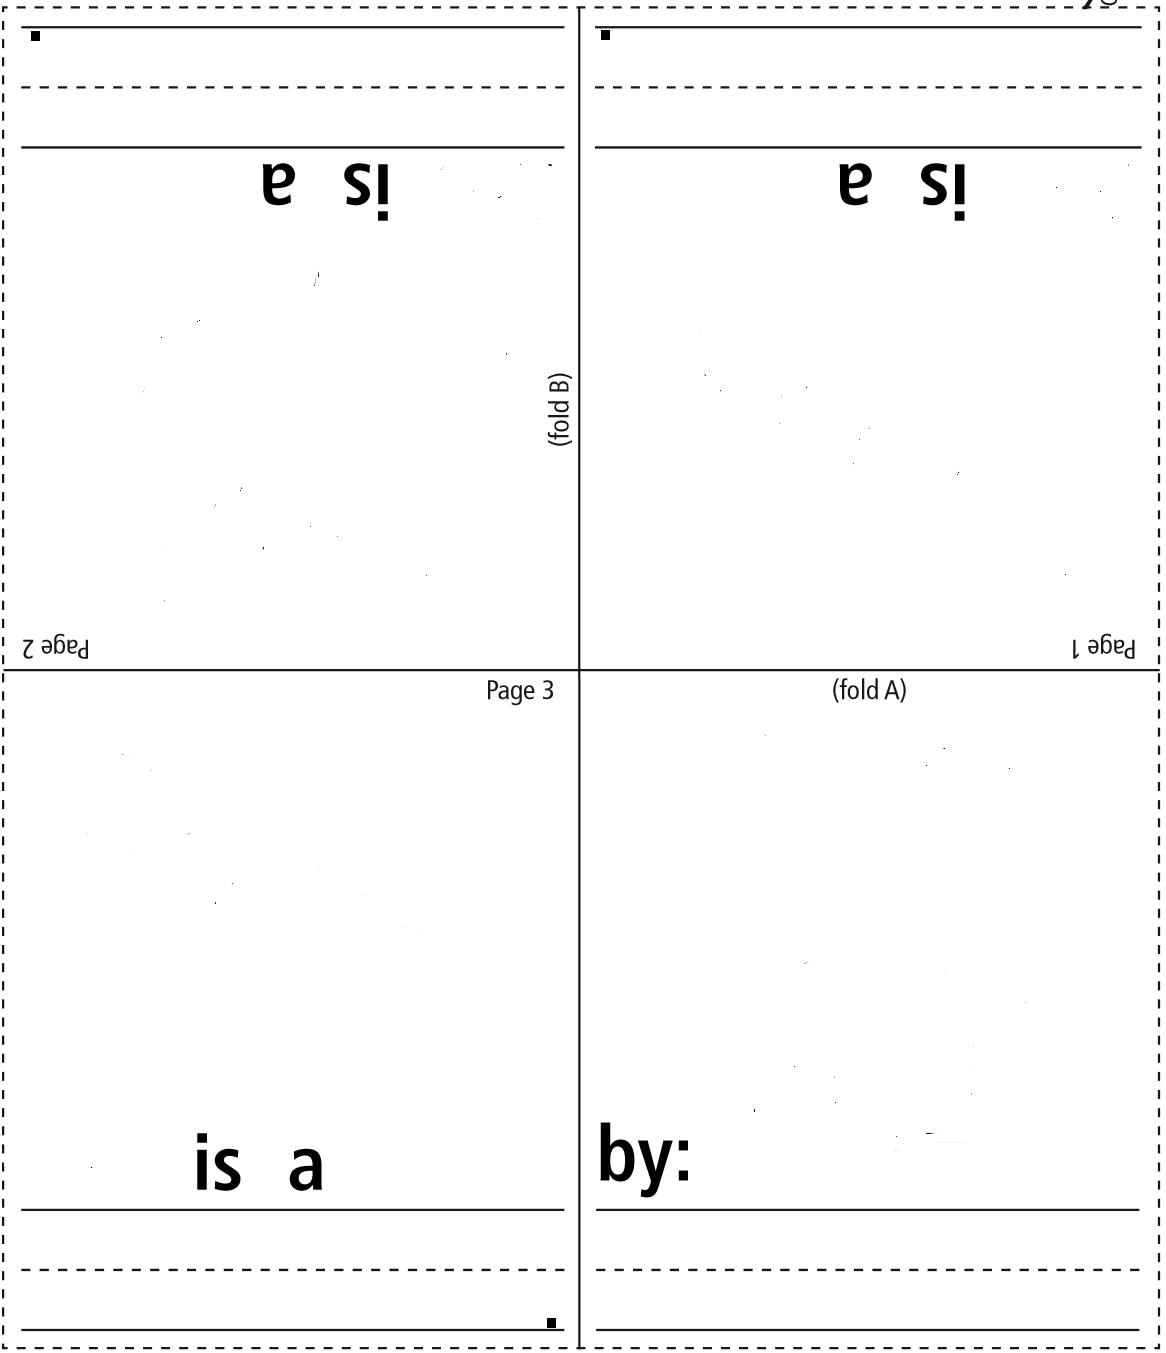 is a
.
is a
.
(fold B)
Page 2
Page 1
Page 3
(fold A)
is a
.
by: